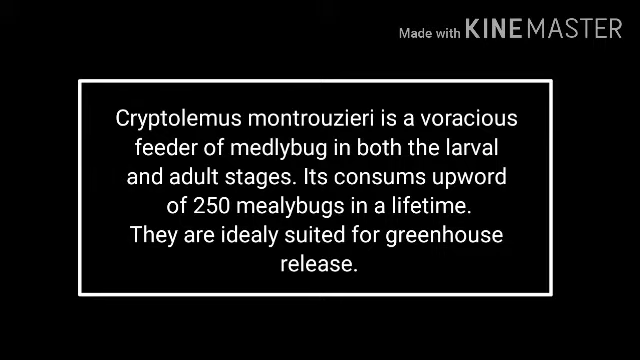 Made with KINEMASTER
Cryptolemus montrouzieri is a voracious
feeder of medlybug in both the larval
and adult stages. Its consums upword
of 250 mealybugs in a lifetime.
They are idealy suited for greenhouse
release.